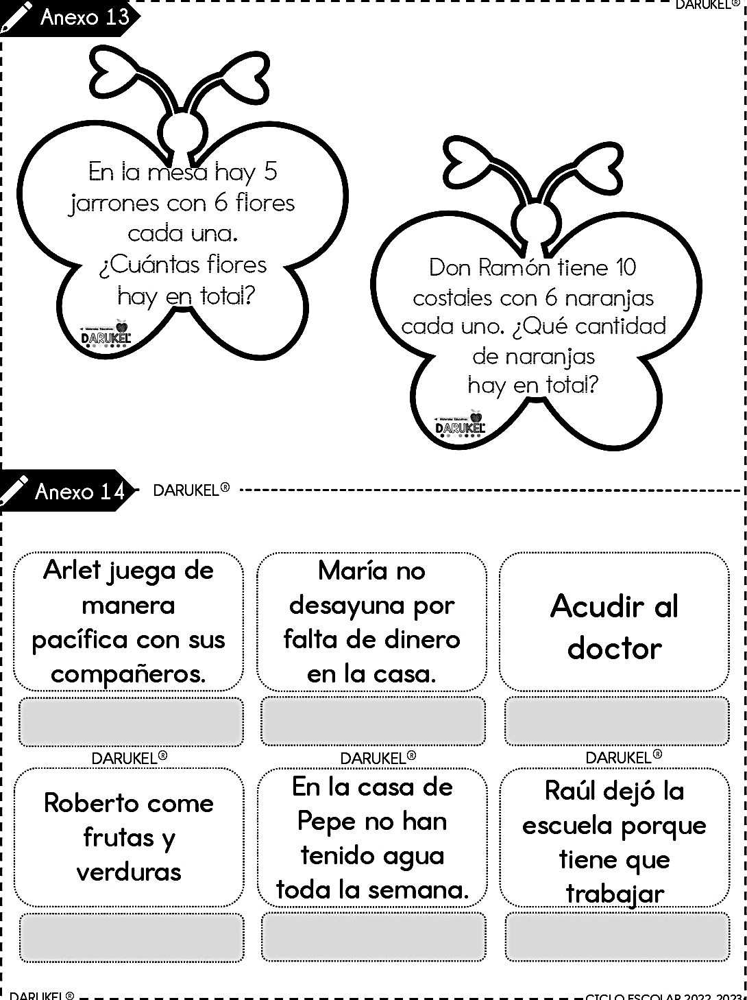 Anexo 13
DARUKEL®
En la mesa hay 5
jarrones con 6 flores
cada una.
¿Cuántas flores
hay en total?
Materiales Educativos
DARUKEL®
Don Ramón tiene 10
costales con 6 naranjas
cada uno. ¿Qué cantidad
de naranjas
hay en total?
Materiales Educativos
DARUKEL®
Anexo 14
DARUKEL®
Arlet juega de
manera
pacífica con sus
compañeros.
María no
desayuna por
falta de dinero
en la casa.
Acudir al
doctor
DARUKEL®
DARUKEL®
DARUKEL®
Roberto come
frutas y
verduras
En la casa de
Pepe no han
tenido agua
toda la semana.
Raúl dejó la
escuela porque
tiene que
trabajar
DARUKEL®
CICLO ESCOLAR 2022-2023